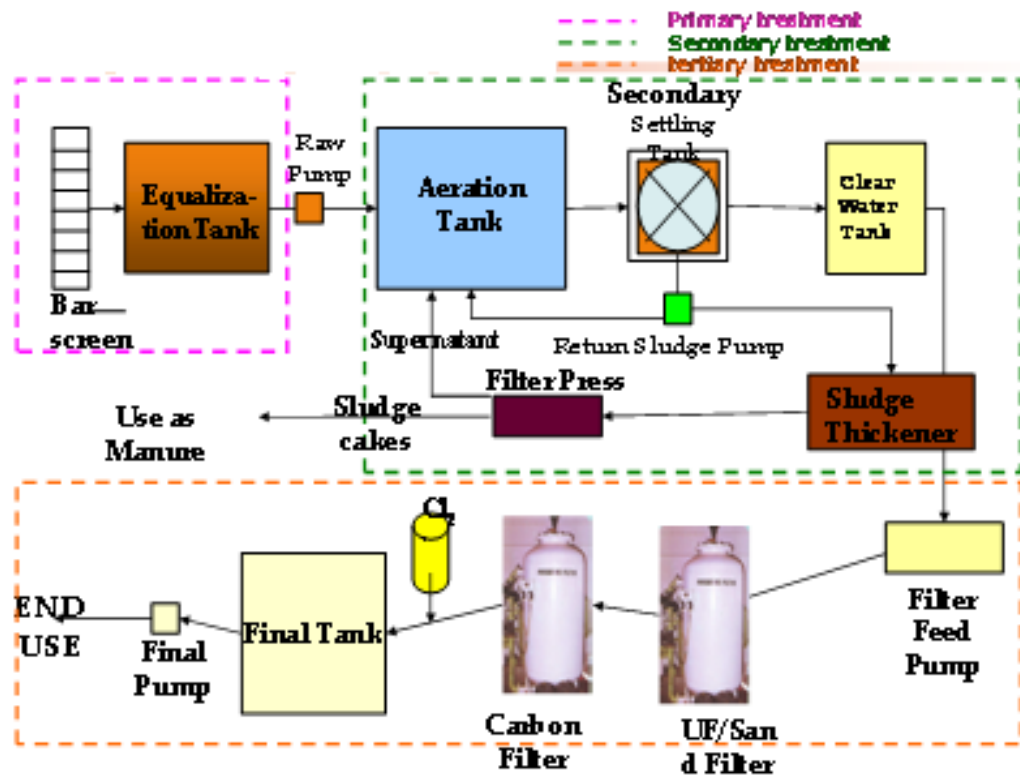 Primary treatment
Secondary treatment
tertiary treatment
Secondary
Settling
Tank
Raw
Pump
Equaliza-
tion Tank
Aeration
Tank
Clear
Water
Tank
Bar
screen
Supernatant
Return Sludge Pump
Filter Press
Sludge
Thickener
Sludge
cakes
Use as
Manure
Cl2
END
USE
Final
Pump
Final Tank
Carbon
Filter
UF/San
d Filter
Filter
Feed
Pump